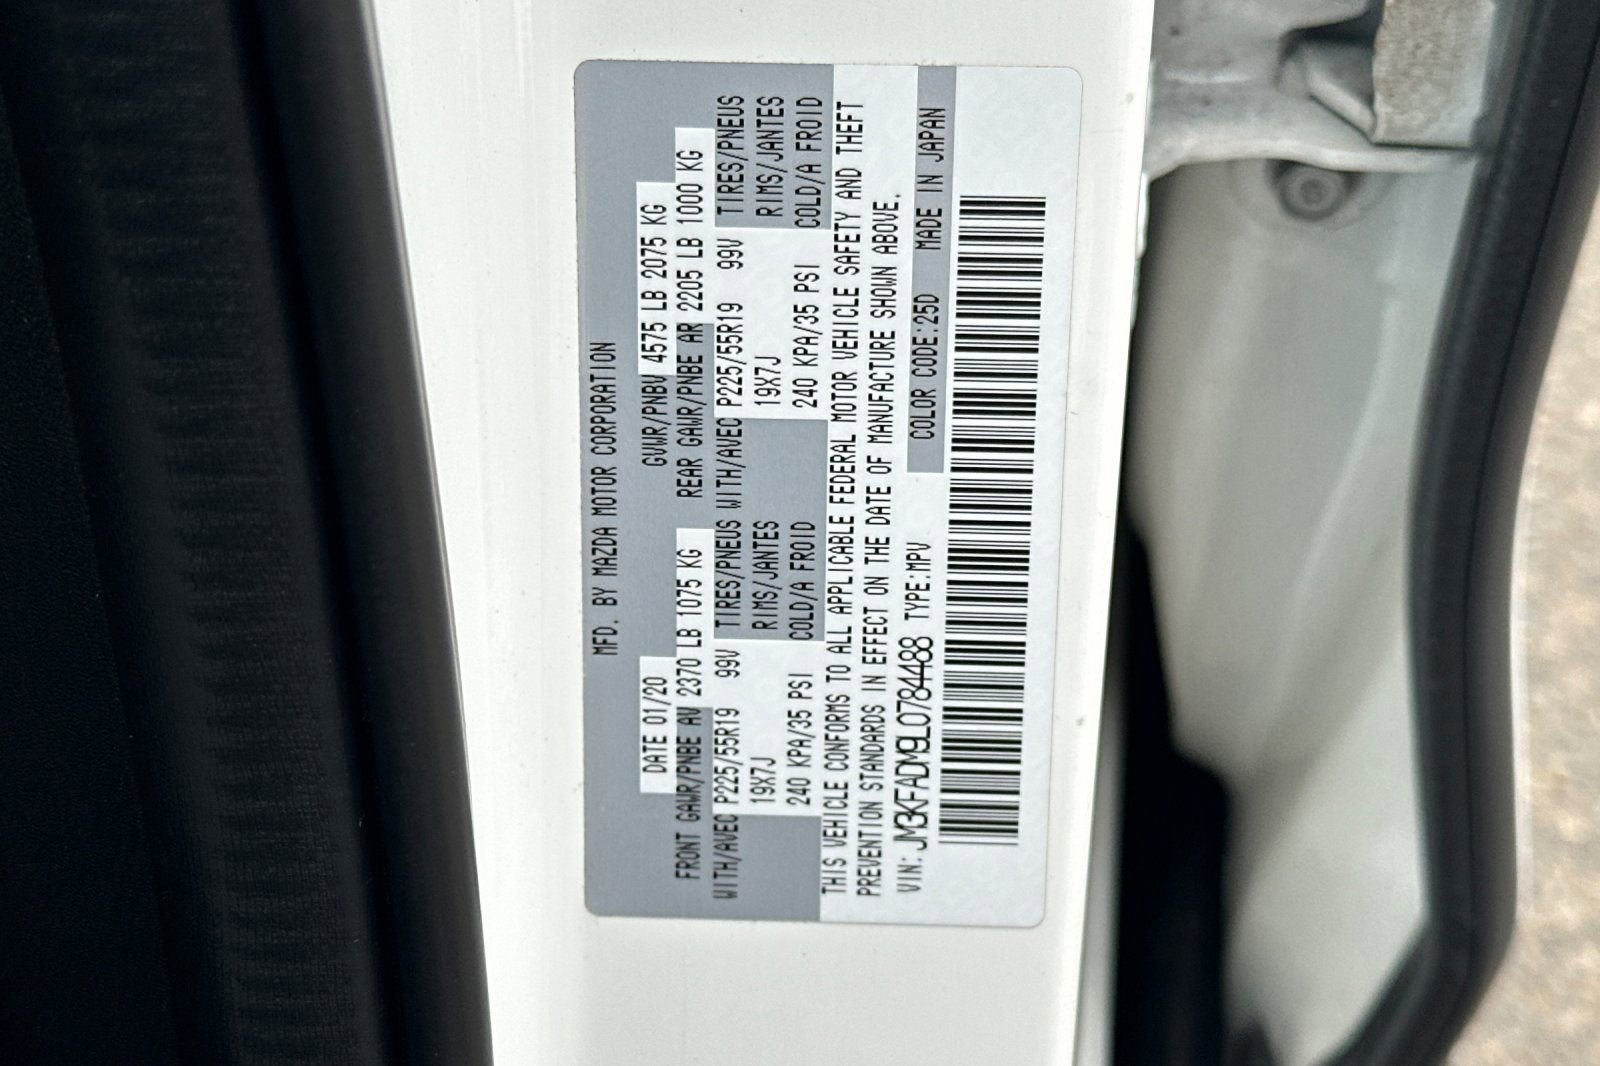 MFD. BY MAZDA MOTOR CORPORATION
DATE 01/20 GVWR/PNBV 4575 LB 2075 KG
FRONT GAWR/PNBE AV 2370 LB 1075 KG REAR GAWR/PNBE AR 2205 LB 1000 KG
WITH/AVEC P225/55R19 99V TIRES/PNEUS WITH/AVEC P225/55R19 99V TIRES/PNEUS
19X7J RIMS/JANTES 19X7J RIMS/JANTES
240 KPA/35 PSI COLD/A FROID 240 KPA/35 PSI COLD/A FROID
THIS VEHICLE CONFORMS TO ALL APPLICABLE FEDERAL MOTOR VEHICLE SAFETY AND THEFT
PREVENTION STANDARDS IN EFFECT ON THE DATE OF MANUFACTURE SHOWN ABOVE.
VIN: JM3KFADM9L0784488 TYPE:MPV COLOR CODE:25D MADE IN JAPAN